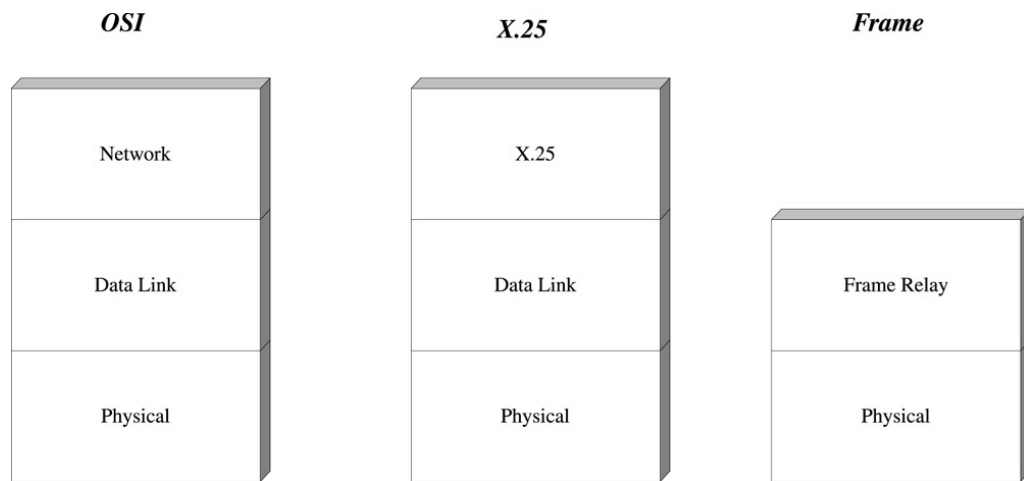 OSI
X.25
Frame
Network
X.25
Data Link
Data Link
Frame Relay
Physical
Physical
Physical